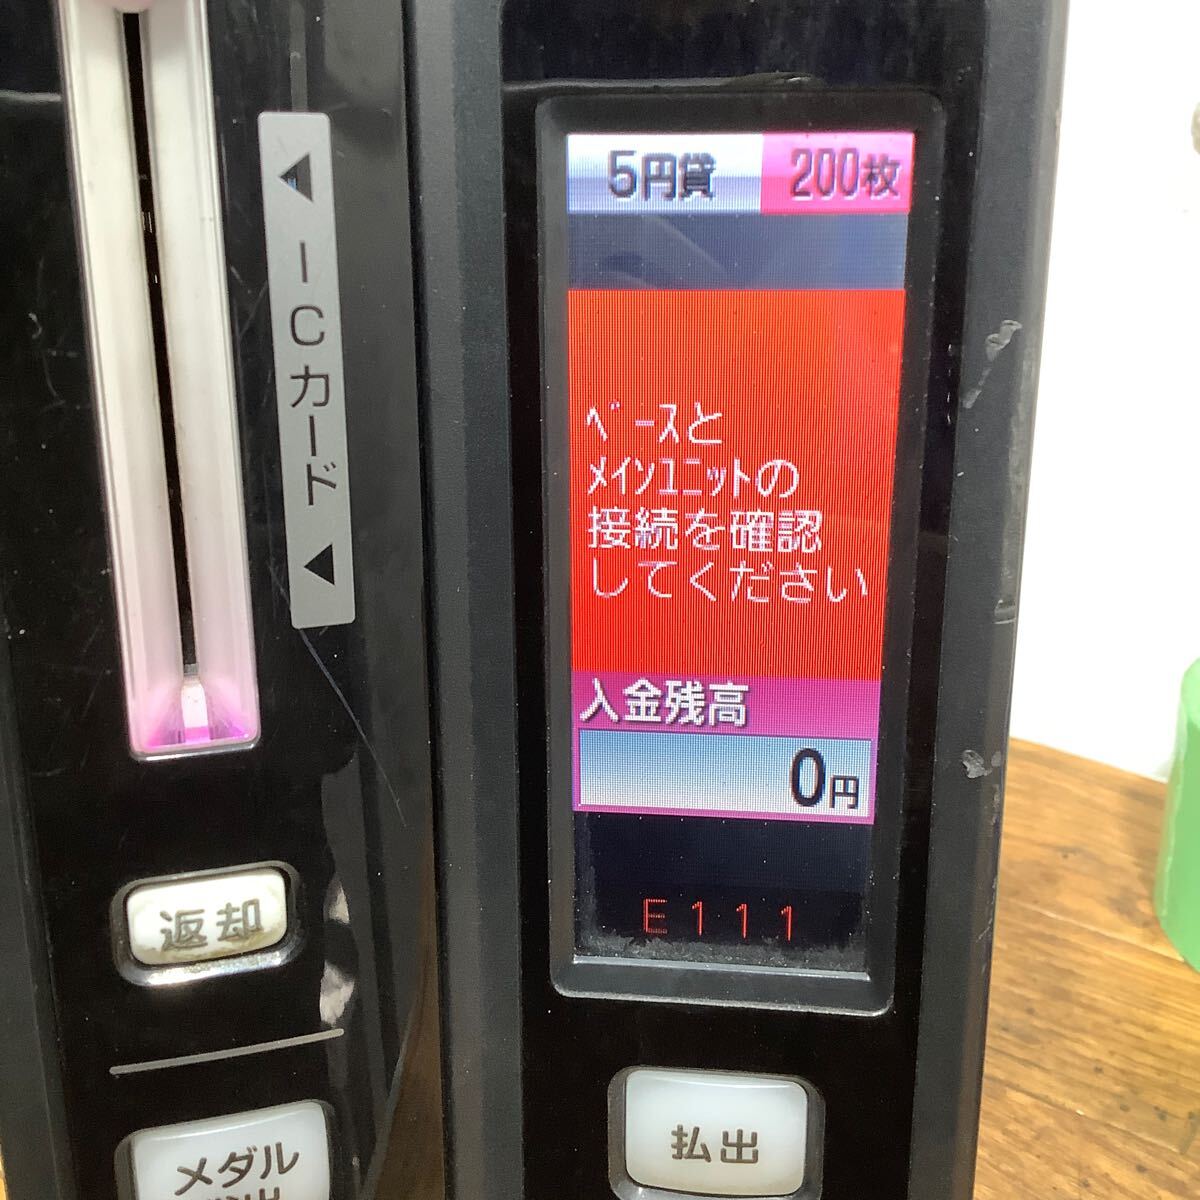 ◀ ICカード ▶
返却
メダル
5円貸 200枚
ﾍﾞｰｽと
ﾒｲﾝﾕﾆｯﾄの
接続を確認
してください
入金残高
0円
E111
払出